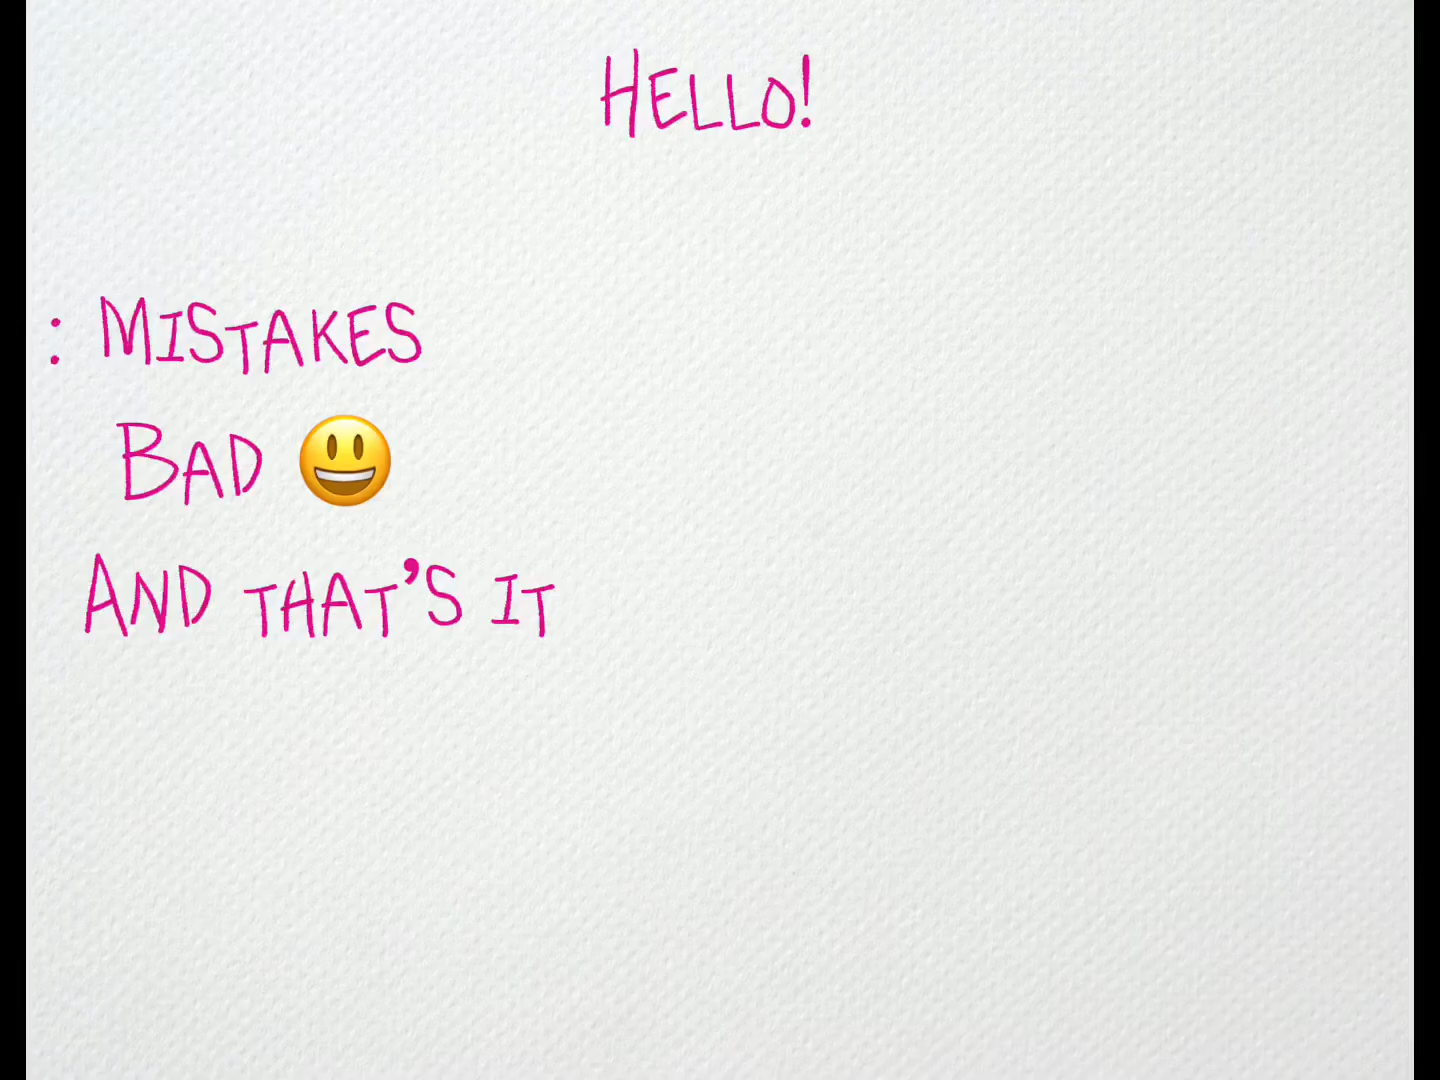 HELLO!
: MISTAKES
BAD 😃
AND THAT'S IT